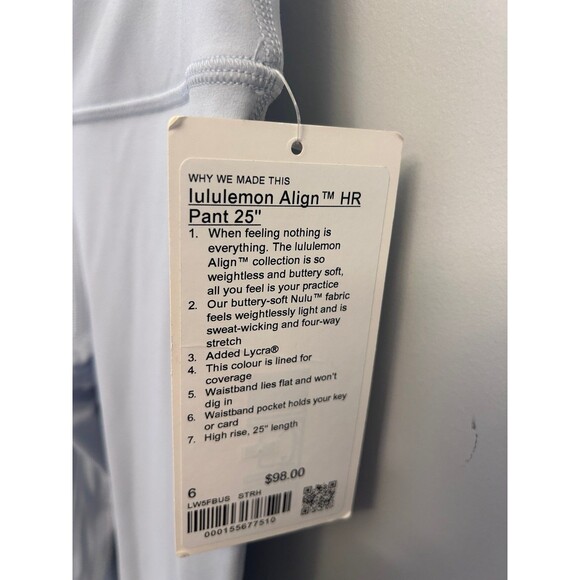 WHY WE MADE THIS
lululemon Align™ HR
Pant 25"
1. When feeling nothing is
everything. The lululemon
Align™ collection is so
weightless and buttery soft,
all you feel is your practice
2. Our buttery-soft Nulu™ fabric
feels weightlessly light and is
sweat-wicking and four-way
stretch
3. Added Lycra®
4. This colour is lined for
coverage
5. Waistband lies flat and won't
dig in
6. Waistband pocket holds your key
or card
7. High rise, 25" length
$98.00
6
LW5FBUS STRH
000155677510